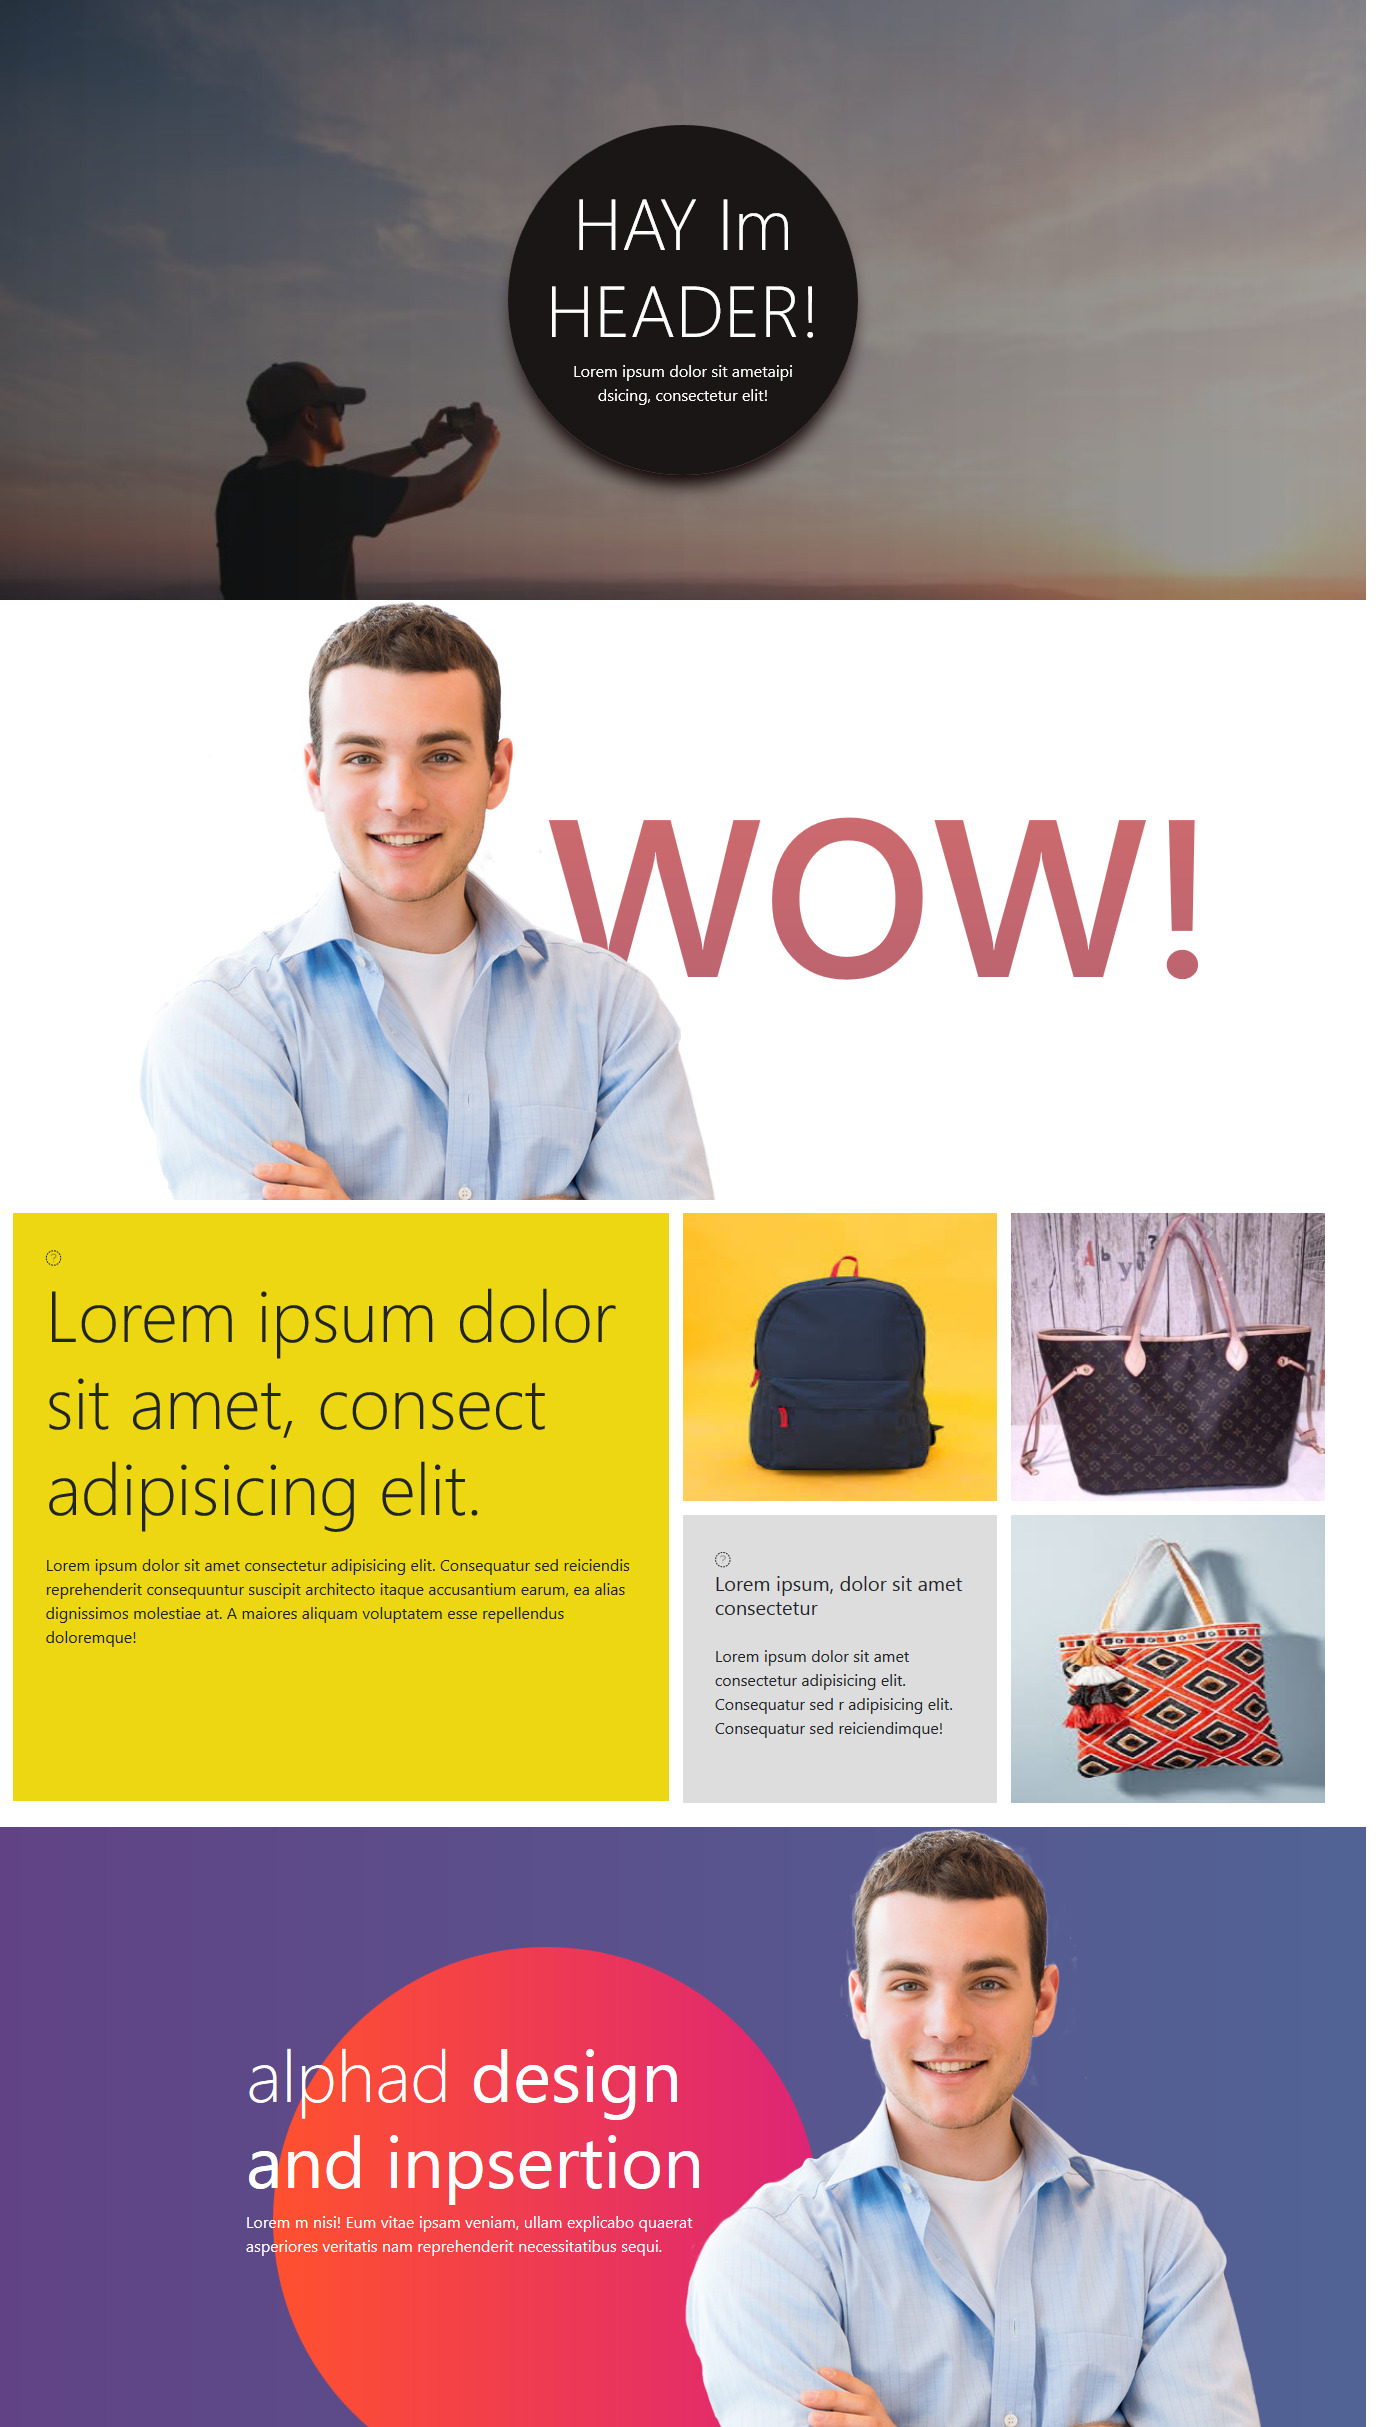 HAY Im
HEADER!
Lorem ipsum dolor sit ametaipi
dsicing, consectetur elit!
WOW!
Lorem ipsum dolor
sit amet, consect
adipisicing elit.
Lorem ipsum dolor sit amet consectetur adipisicing elit. Consequatur sed reiciendis
reprehenderit consequuntur suscipit architecto itaque accusantium earum, ea alias
dignissimos molestiae at. A maiores aliquam voluptatem esse repellendus
doloremque!
A b y ?
Lorem ipsum, dolor sit amet
consectetur
Lorem ipsum dolor sit amet
consectetur adipisicing elit.
Consequatur sed r adipisicing elit.
Consequatur sed reiciendimque!
alphad design
and inpsertion
Lorem m nisi! Eum vitae ipsam veniam, ullam explicabo quaerat
asperiores veritatis nam reprehenderit necessitatibus sequi.